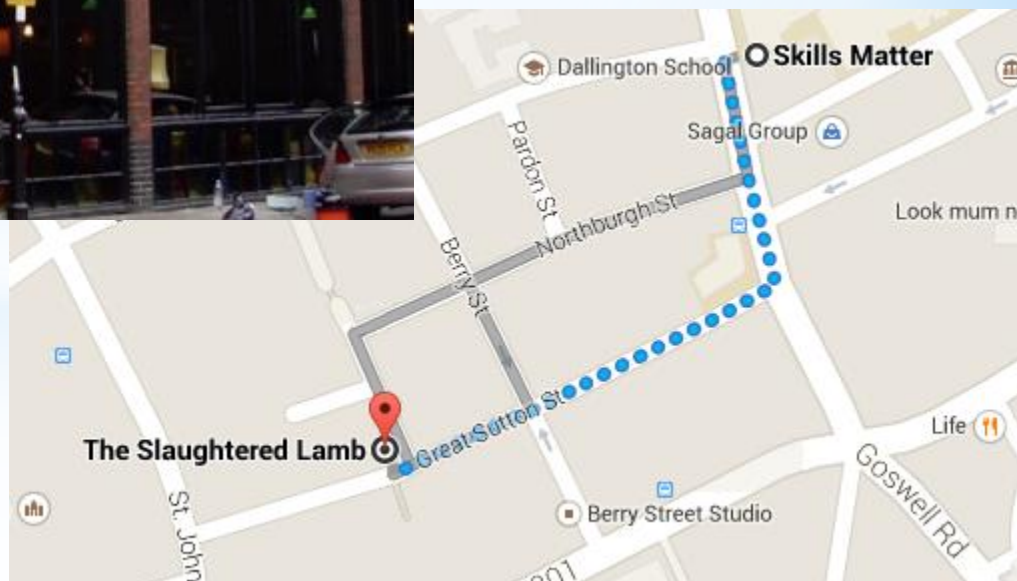 Skills Matter
Dallington School
Sagal Group
Pardon St
Northburgh St
Look mum n
Berry St
Great Sutton St
The Slaughtered Lamb
Life
Goswell Rd
St. John
Berry Street Studio